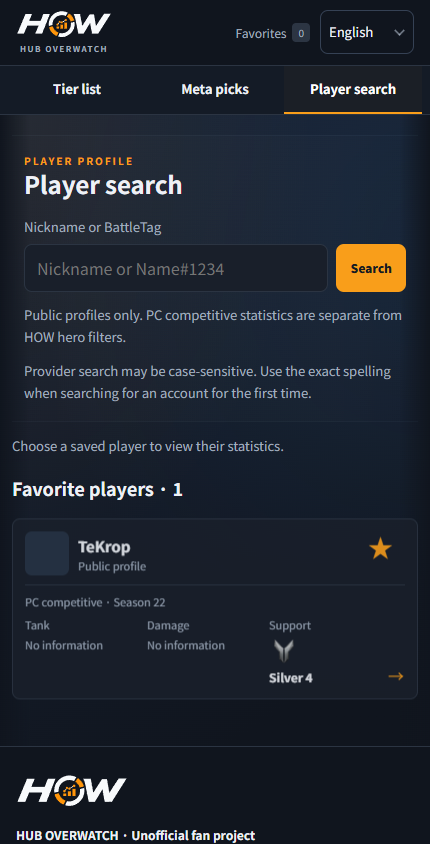 HOW
HUB OVERWATCH
Favorites 0
English
Tier list
Meta picks
Player search
PLAYER PROFILE
Player search
Nickname or BattleTag
Nickname or Name#1234
Search
Public profiles only. PC competitive statistics are separate from
HOW hero filters.
Provider search may be case-sensitive. Use the exact spelling
when searching for an account for the first time.
Choose a saved player to view their statistics.
Favorite players · 1
TeKrop
Public profile
PC competitive · Season 22
Tank
Damage
Support
No information
No information
Silver 4
→
HOW
HUB OVERWATCH · Unofficial fan project